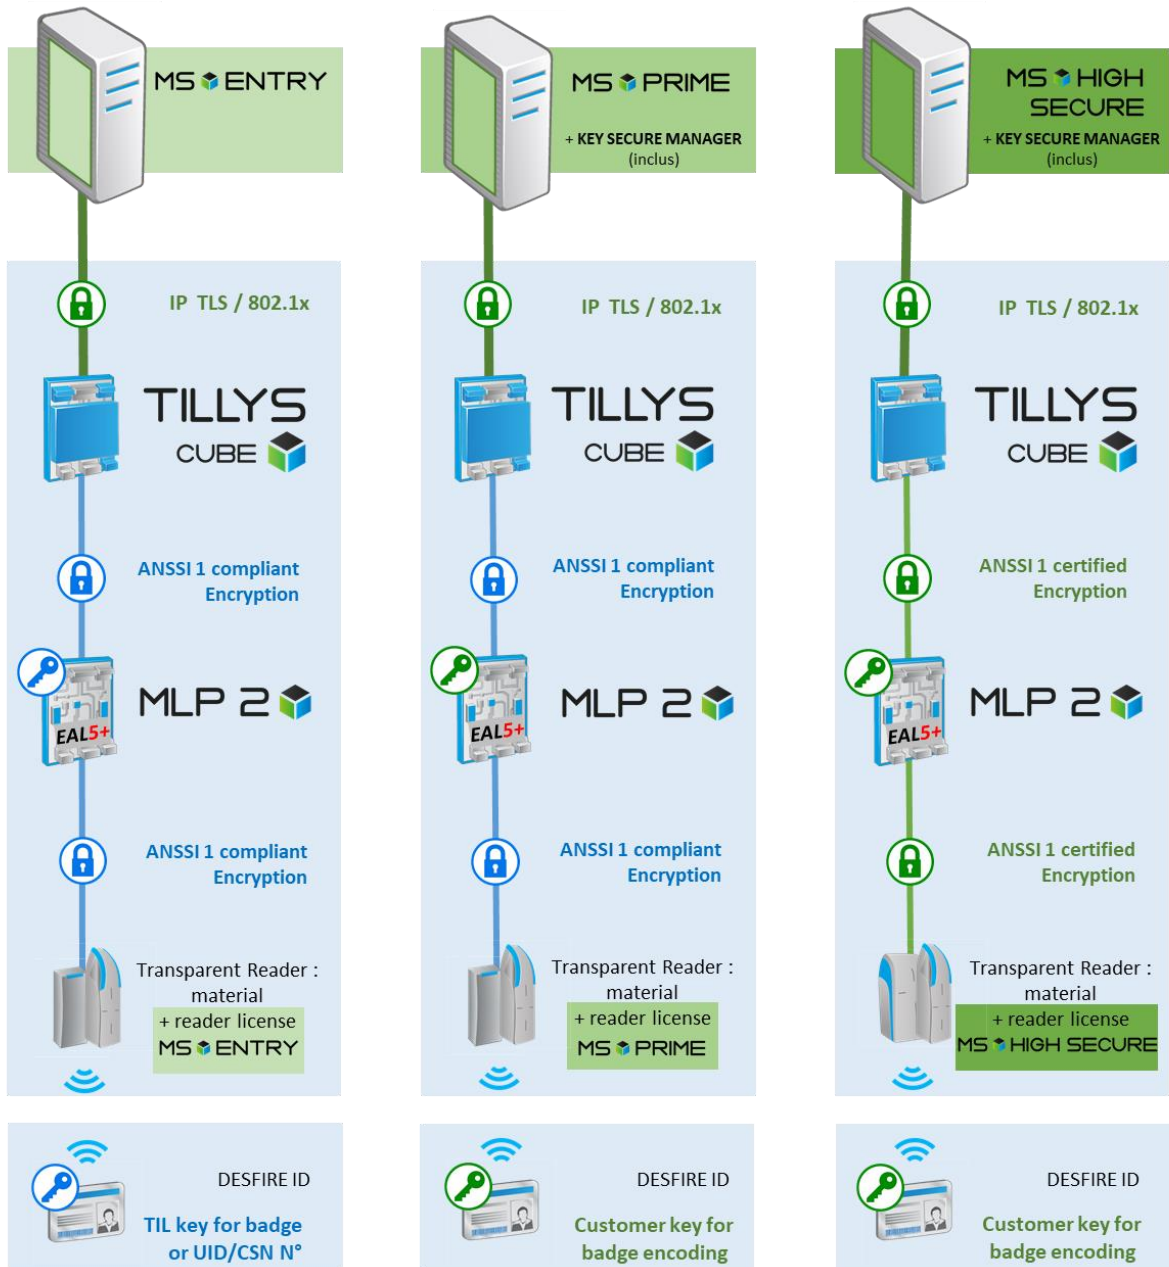 MS ENTRY
IP TLS / 802.1x
TILLYS
CUBE
ANSSI 1 compliant
Encryption
MLP 2
EAL5+
ANSSI 1 compliant
Encryption
Transparent Reader :
material
+ reader license
MS ENTRY
DESFIRE ID
TIL key for badge
or UID/CSN N°
MS PRIME
+ KEY SECURE MANAGER
(inclus)
IP TLS / 802.1x
TILLYS
CUBE
ANSSI 1 compliant
Encryption
MLP 2
EAL5+
ANSSI 1 compliant
Encryption
Transparent Reader :
material
+ reader license
MS PRIME
DESFIRE ID
Customer key for
badge encoding
MS HIGH
SECURE
+ KEY SECURE MANAGER
(inclus)
IP TLS / 802.1x
TILLYS
CUBE
ANSSI 1 certified
Encryption
MLP 2
EAL5+
ANSSI 1 certified
Encryption
Transparent Reader :
material
+ reader license
MS HIGH SECURE
DESFIRE ID
Customer key for
badge encoding